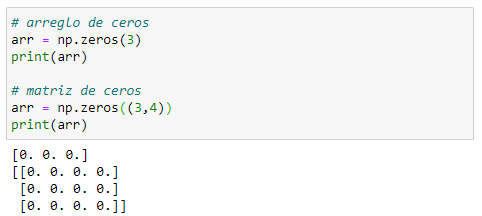 # arreglo de ceros
arr = np.zeros(3)
print(arr)
# matriz de ceros
arr = np.zeros((3,4))
print(arr)
[0. 0. 0.]
[[0. 0. 0. 0.]
 [0. 0. 0. 0.]
 [0. 0. 0. 0.]]